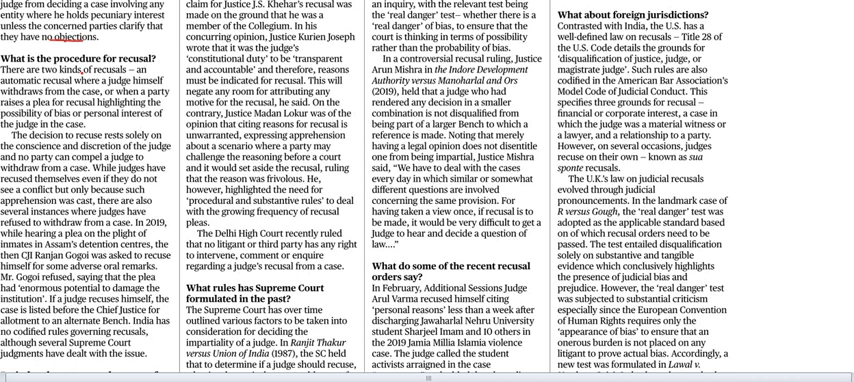 judge from deciding a case involving any
entity where he holds pecuniary interest
unless the concerned parties clarify that
they have no objections.
What is the procedure for recusal?
There are two kinds of recusals – an
automatic recusal where a judge himself
withdraws from the case, or when a party
raises a plea for recusal highlighting the
possibility of bias or personal interest of
the judge in the case.
The decision to recuse rests solely on
the conscience and discretion of the judge
and no party can compel a judge to
withdraw from a case. While judges have
recused themselves even if they do not
see a conflict but only because such
apprehension was cast, there are also
several instances where judges have
refused to withdraw from a case. In 2019,
while hearing a plea on the plight of
inmates in Assam's detention centres, the
then CJI Ranjan Gogoi was asked to recuse
himself for some adverse oral remarks.
Mr. Gogoi refused, saying that the plea
had 'enormous potential to damage the
institution'. If a judge recuses himself, the
case is listed before the Chief Justice for
allotment to an alternate Bench. India has
no codified rules governing recusals,
although several Supreme Court
judgments have dealt with the issue.
claim for Justice J.S. Khehar's recusal was
made on the ground that he was a
member of the Collegium. In his
concurring opinion, Justice Kurien Joseph
wrote that it was the judge's
'constitutional duty' to be 'transparent
and accountable' and therefore, reasons
must be indicated for recusal. This will
negate any room for attributing any
motive for the recusal, he said. On the
contrary, Justice Madan Lokur was of the
opinion that citing reasons for recusal is
unwarranted, expressing apprehension
about a scenario where a party may
challenge the reasoning before a court
and it would set aside the recusal, ruling
that the reason was frivolous. He,
however, highlighted the need for
'procedural and substantive rules' to deal
with the growing frequency of recusal
pleas.
The Delhi High Court recently ruled
that no litigant or third party has any right
to intervene, comment or enquire
regarding a judge's recusal from a case.
What rules has Supreme Court
formulated in the past?
The Supreme Court has over time
outlined various factors to be taken into
consideration for deciding the
impartiality of a judge. In Ranjit Thakur
versus Union of India (1987), the SC held
that to determine if a judge should recuse,
an inquiry, with the relevant test being
the 'real danger' test– whether there is a
'real danger' of bias, to ensure that the
court is thinking in terms of possibility
rather than the probability of bias.
In a controversial recusal ruling, Justice
Arun Mishra in the Indore Development
Authority versus Manoharlal and Ors
(2019), held that a judge who had
rendered any decision in a smaller
combination is not disqualified from
being part of a larger Bench to which a
reference is made. Noting that merely
having a legal opinion does not disentitle
one from being impartial, Justice Mishra
said, "We have to deal with the cases
every day in which similar or somewhat
different questions are involved
concerning the same provision. For
having taken a view once, if recusal is to
be made, it would be very difficult to get a
Judge to hear and decide a question of
law...."
What do some of the recent recusal
orders say?
In February, Additional Sessions Judge
Arul Varma recused himself citing
'personal reasons' less than a week after
discharging Jawaharlal Nehru University
student Sharjeel Imam and 10 others in
the 2019 Jamia Millia Islamia violence
case. The judge called the student
activists arraigned in the case
What about foreign jurisdictions?
Contrasted with India, the U.S. has a
well-defined law on recusals – Title 28 of
the U.S. Code details the grounds for
'disqualification of justice, judge, or
magistrate judge'. Such rules are also
codified in the American Bar Association's
Model Code of Judicial Conduct. This
specifies three grounds for recusal –
financial or corporate interest, a case in
which the judge was a material witness or
a lawyer, and a relationship to a party.
However, on several occasions, judges
recuse on their own – known as sua
sponte recusals.
The U.K.'s law on judicial recusals
evolved through judicial
pronouncements. In the landmark case of
R versus Gough, the 'real danger' test was
adopted as the applicable standard based
on of which recusal orders need to be
passed. The test entailed disqualification
solely on substantive and tangible
evidence which conclusively highlights
the presence of judicial bias and
prejudice. However, the 'real danger' test
was subjected to substantial criticism
especially since the European Convention
of Human Rights requires only the
'appearance of bias' to ensure that an
onerous burden is not placed on any
litigant to prove actual bias. Accordingly, a
new test was formulated in Lawal v.